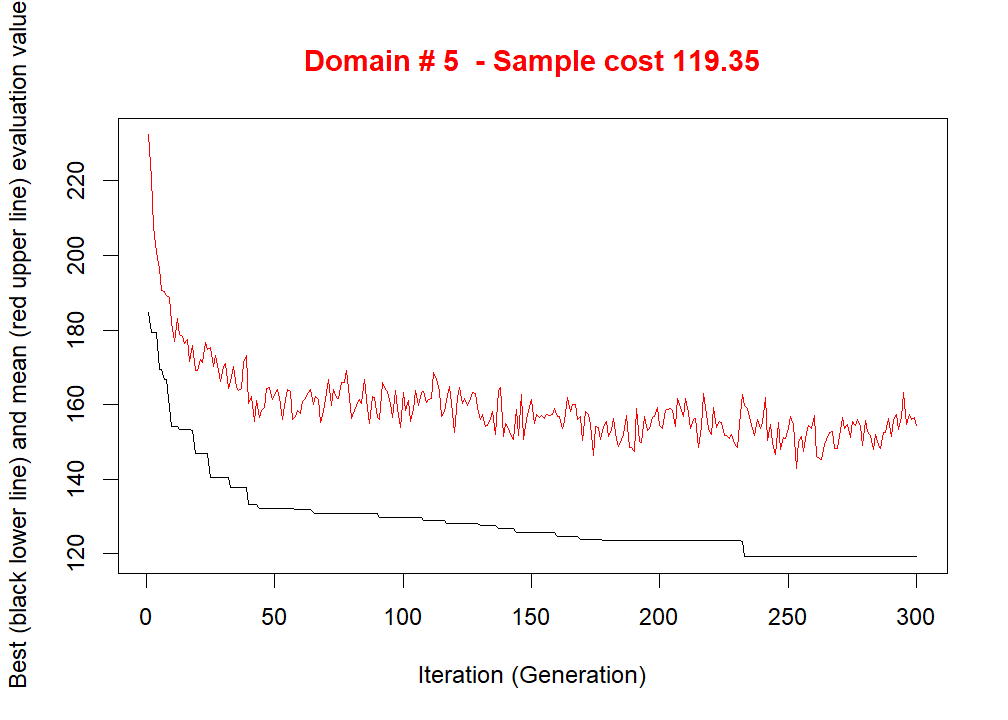 Domain # 5  - Sample cost 119.35
Best (black lower line) and mean (red upper line) evaluation value
220
200
180
160
140
120
0 50 100 150 200 250 300
Iteration (Generation)